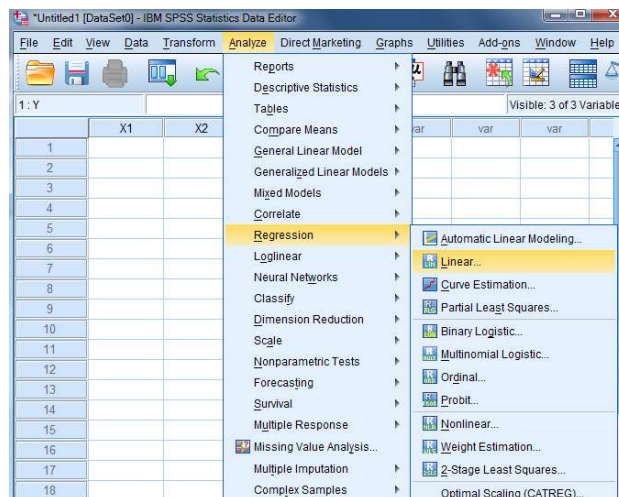 *Untitled1 [DataSet0] - IBM SPSS Statistics Data Editor
File Edit View Data Transform Analyze Direct Marketing Graphs Utilities Add-ons Window Help
1 : Y
Visible: 3 of 3 Variable
X1 X2 var var var
1
2
3
4
5
6
7
8
9
10
11
12
13
14
15
16
17
18
Reports
Descriptive Statistics
Tables
Compare Means
General Linear Model
Generalized Linear Models
Mixed Models
Correlate
Regression
Loglinear
Neural Networks
Classify
Dimension Reduction
Scale
Nonparametric Tests
Forecasting
Survival
Multiple Response
Missing Value Analysis...
Multiple Imputation
Complex Samples
Automatic Linear Modeling...
Linear...
Curve Estimation...
Partial Least Squares...
Binary Logistic...
Multinomial Logistic...
Ordinal...
Probit...
Nonlinear...
Weight Estimation...
2-Stage Least Squares...
Optimal Scaling (CATREG)...